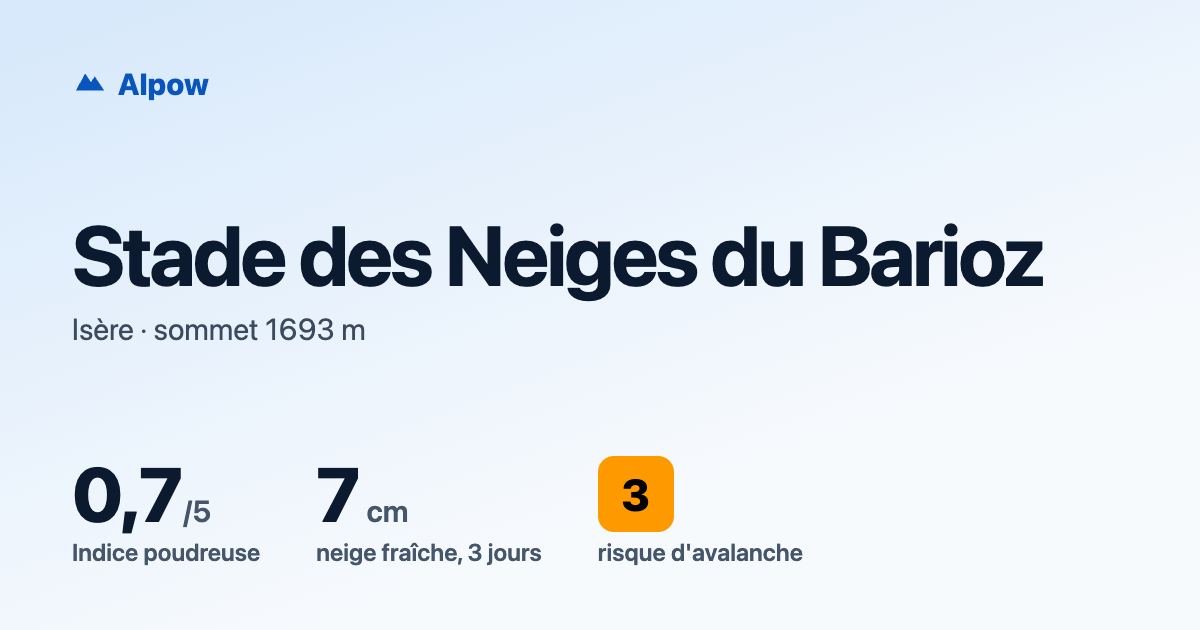 Alpow
Stade des Neiges du Barioz
Isère · sommet 1693 m
0,7/5
Indice poudreuse
7 cm
neige fraîche, 3 jours
3
risque d'avalanche